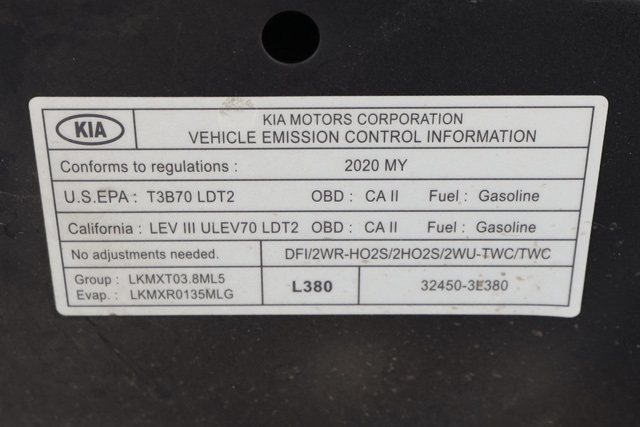 KIA
KIA MOTORS CORPORATION
VEHICLE EMISSION CONTROL INFORMATION
Conforms to regulations : 2020 MY
U.S.EPA : T3B70 LDT2 OBD : CA II Fuel : Gasoline
California : LEV III ULEV70 LDT2 OBD : CA II Fuel : Gasoline
No adjustments needed. DFI/2WR-HO2S/2HO2S/2WU-TWC/TWC
Group : LKMXT03.8ML5
Evap. : LKMXR0135MLG
L380
32450-3E380